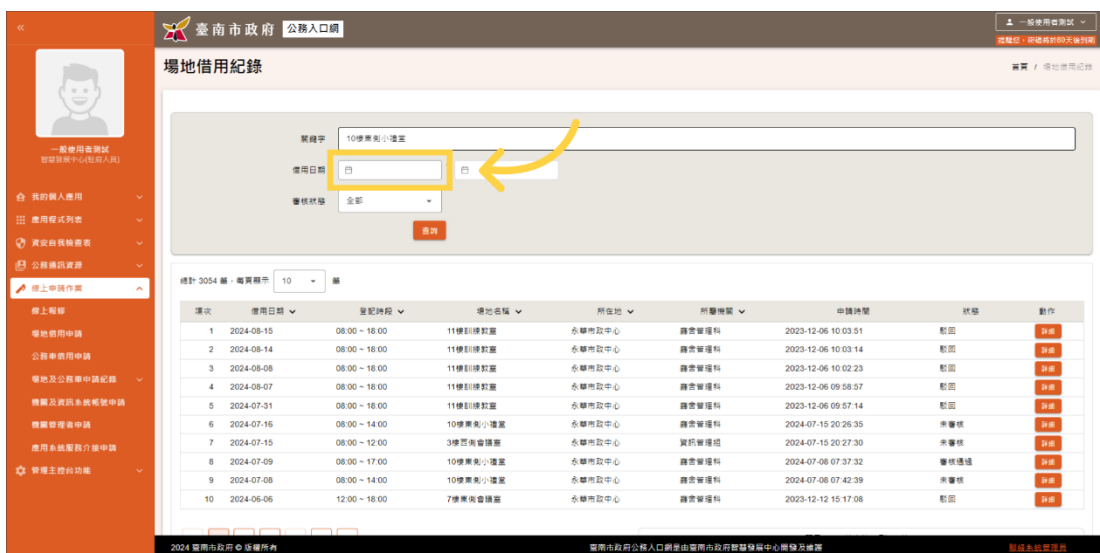 «
臺南市政府 公務入口網
一般使用者測試
提醒您，密碼將於80天後到期
場地借用紀錄
首頁 / 場地借用紀錄
一般使用者測試
智慧發展中心(駐府人員)
我的個人應用
應用程式列表
資安自我檢查表
公務通訊資源
線上申請作業
線上報修
場地借用申請
公務車借用申請
場地及公務車申請紀錄
機關及資訊系統帳號申請
機關管理者申請
應用系統服務介接申請
管理主控台功能
關鍵字 10樓東側小禮堂
借用日期
審核狀態 全部
查詢
總計 3054 筆，每頁顯示 10 筆
項次 借用日期 登記時段 場地名稱 所在地 所屬機關 申請時間 狀態 動作
1 2024-08-15 08:00 ~ 18:00 11樓訓練教室 永華市政中心 廳舍管理科 2023-12-06 10:03:51 駁回 詳細
2 2024-08-14 08:00 ~ 18:00 11樓訓練教室 永華市政中心 廳舍管理科 2023-12-06 10:03:14 駁回 詳細
3 2024-08-08 08:00 ~ 18:00 11樓訓練教室 永華市政中心 廳舍管理科 2023-12-06 10:02:23 駁回 詳細
4 2024-08-07 08:00 ~ 18:00 11樓訓練教室 永華市政中心 廳舍管理科 2023-12-06 09:58:57 駁回 詳細
5 2024-07-31 08:00 ~ 18:00 11樓訓練教室 永華市政中心 廳舍管理科 2023-12-06 09:57:14 駁回 詳細
6 2024-07-16 08:00 ~ 14:00 10樓東側小禮堂 永華市政中心 廳舍管理科 2024-07-15 20:26:35 未審核 詳細
7 2024-07-15 08:00 ~ 12:00 3樓西側會議室 永華市政中心 資訊管理組 2024-07-15 20:27:30 未審核 詳細
8 2024-07-09 08:00 ~ 17:00 10樓東側小禮堂 永華市政中心 廳舍管理科 2024-07-08 07:37:32 審核通過 詳細
9 2024-07-08 08:00 ~ 14:00 10樓東側小禮堂 永華市政中心 廳舍管理科 2024-07-08 07:42:39 未審核 詳細
10 2024-06-06 12:00 ~ 18:00 7樓東側會議室 永華市政中心 廳舍管理科 2023-12-12 15:17:08 駁回 詳細
2024 臺南市政府 © 版權所有
臺南市政府公務入口網是由臺南市政府智慧發展中心開發及維護
聯絡系統管理員